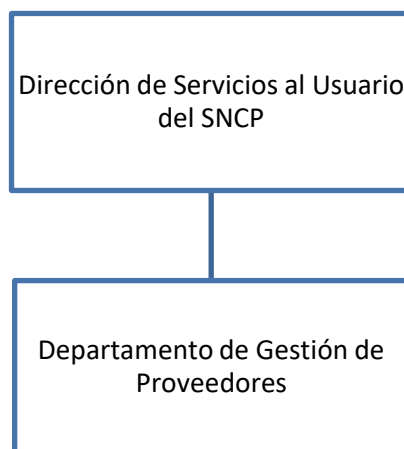 Dirección de Servicios al Usuario
del SNCP
Departamento de Gestión de
Proveedores